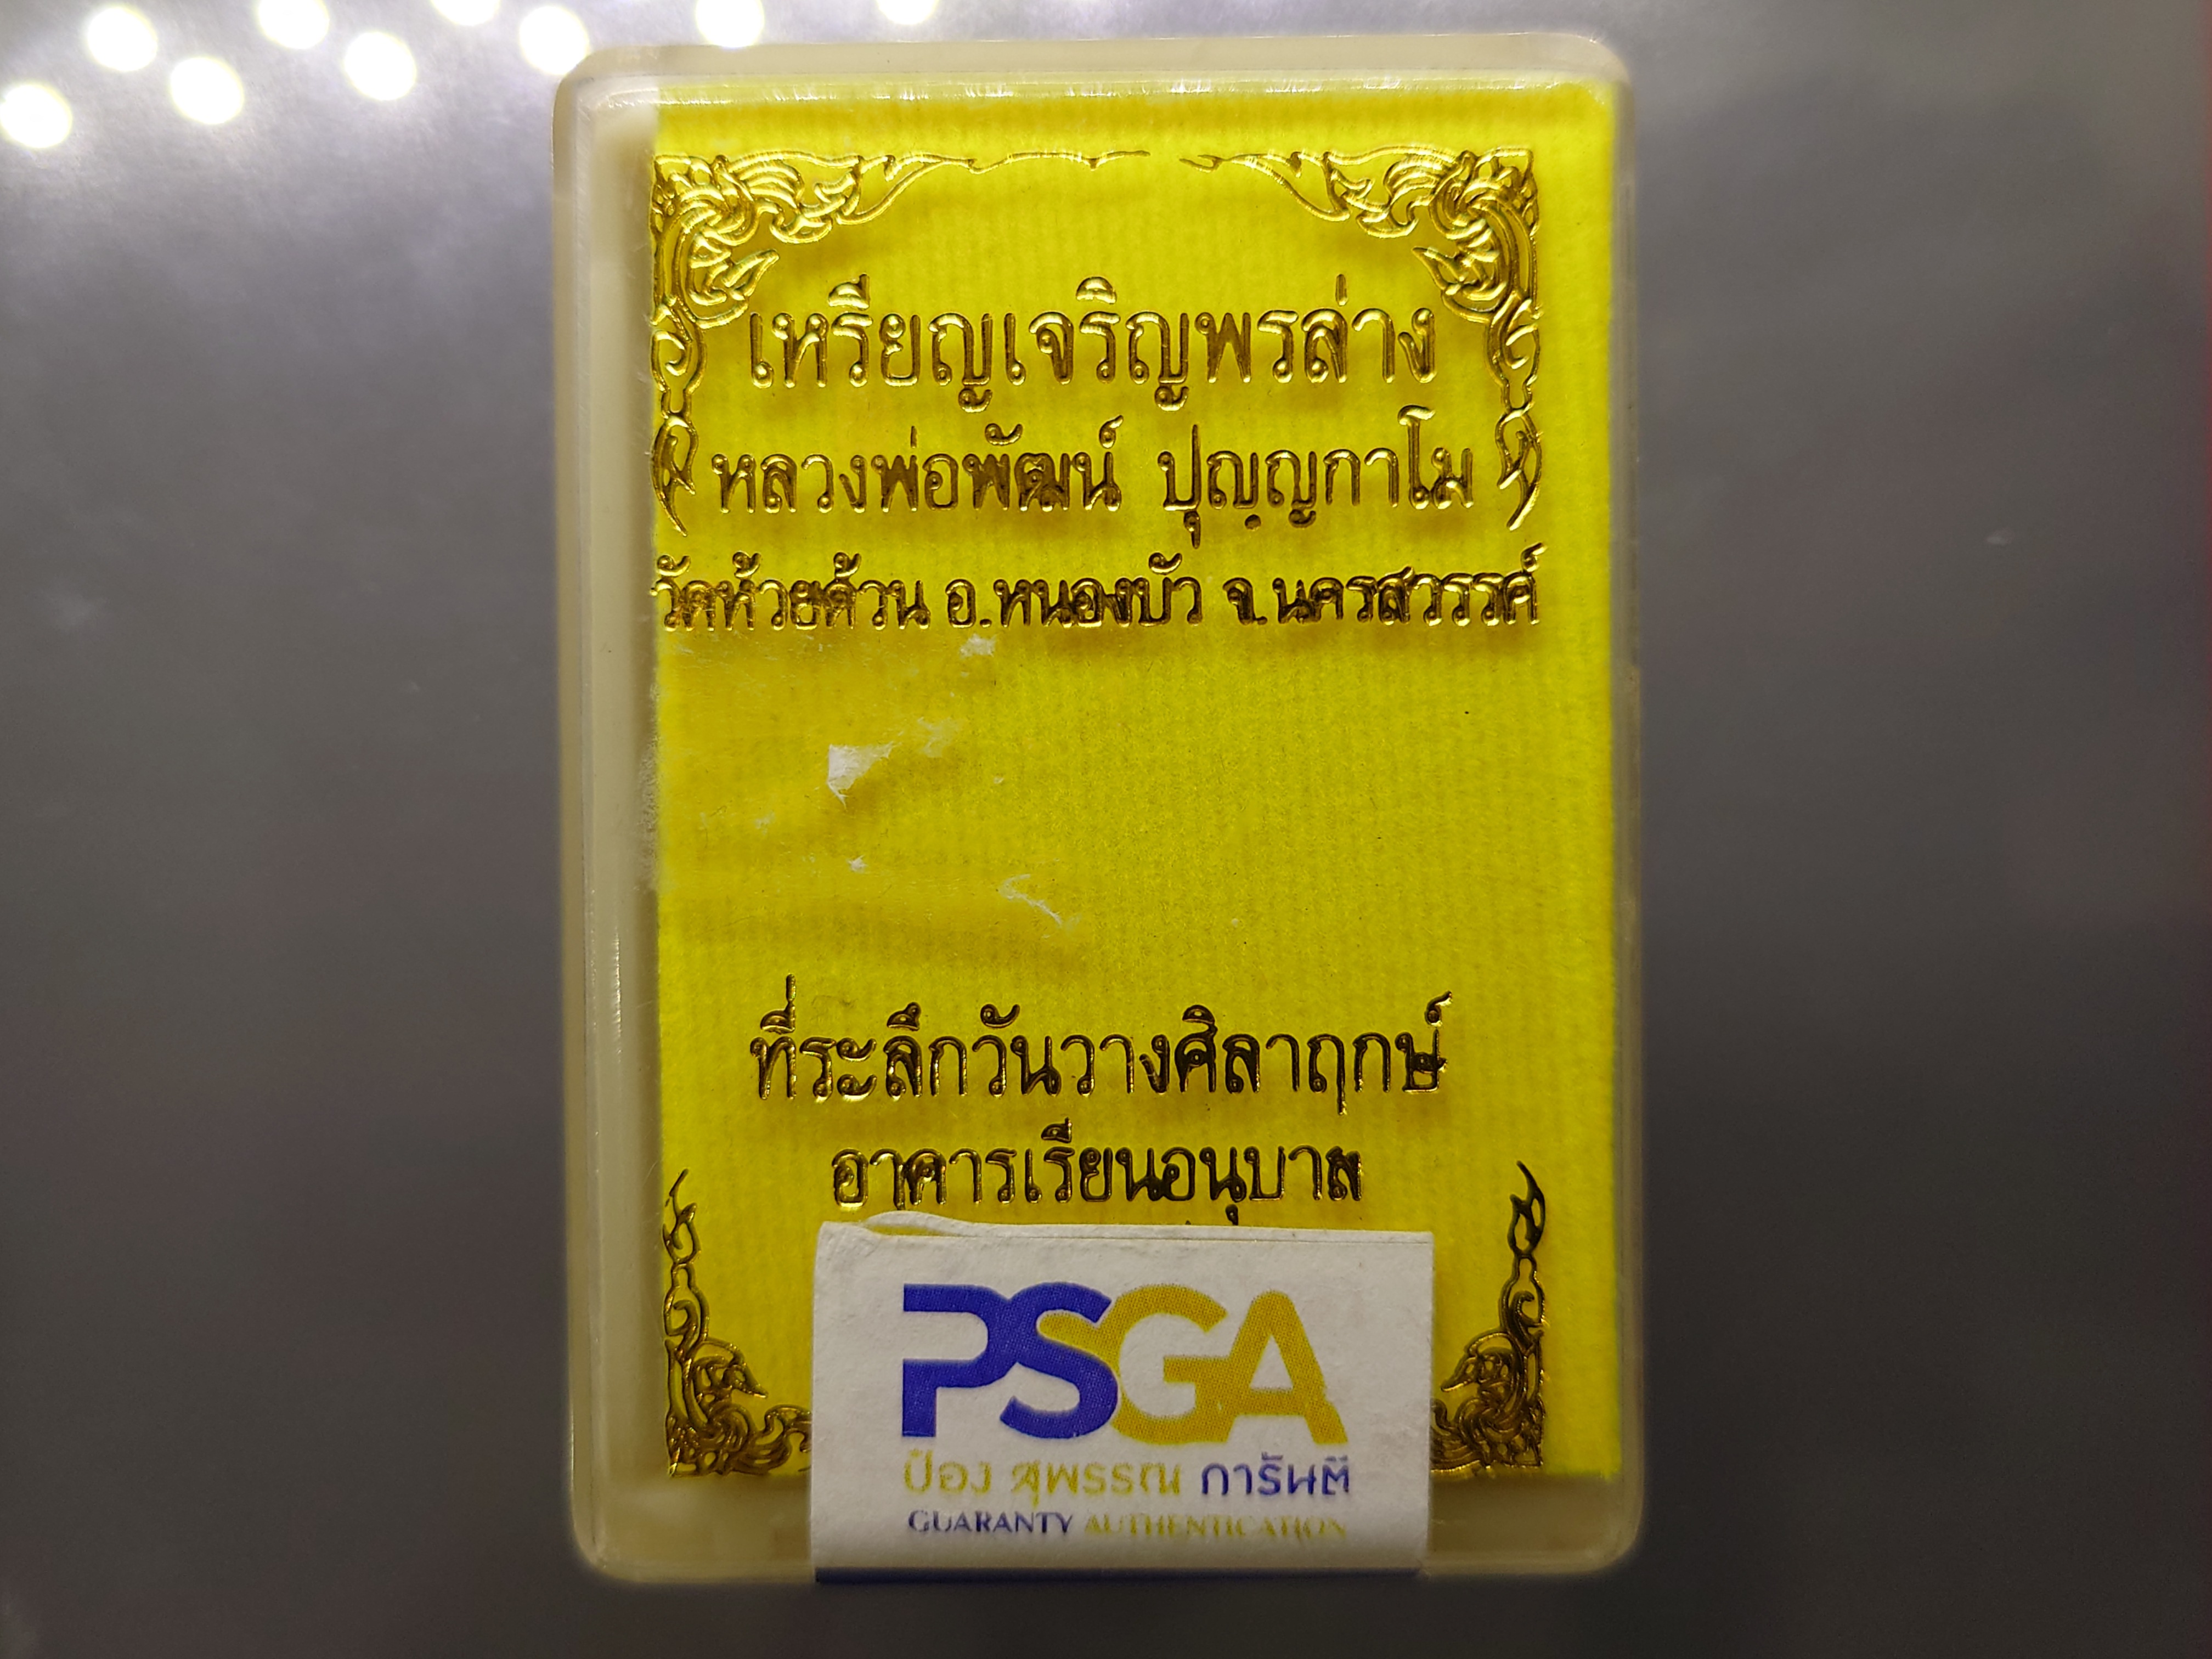 เหรียญเจริญพรล่าง
หลวงพ่อพัฒน์ ปุญฺญกาโม
วัดห้วยด้วน อ.หนองบัว จ.นครสวรรค์
ที่ระลึกวันวางศิลาฤกษ์
อาคารเรียนอนุบาล
PSGA
ป๋อง สุพรรณ การันตี
GUARANTY AUTHENTICATION